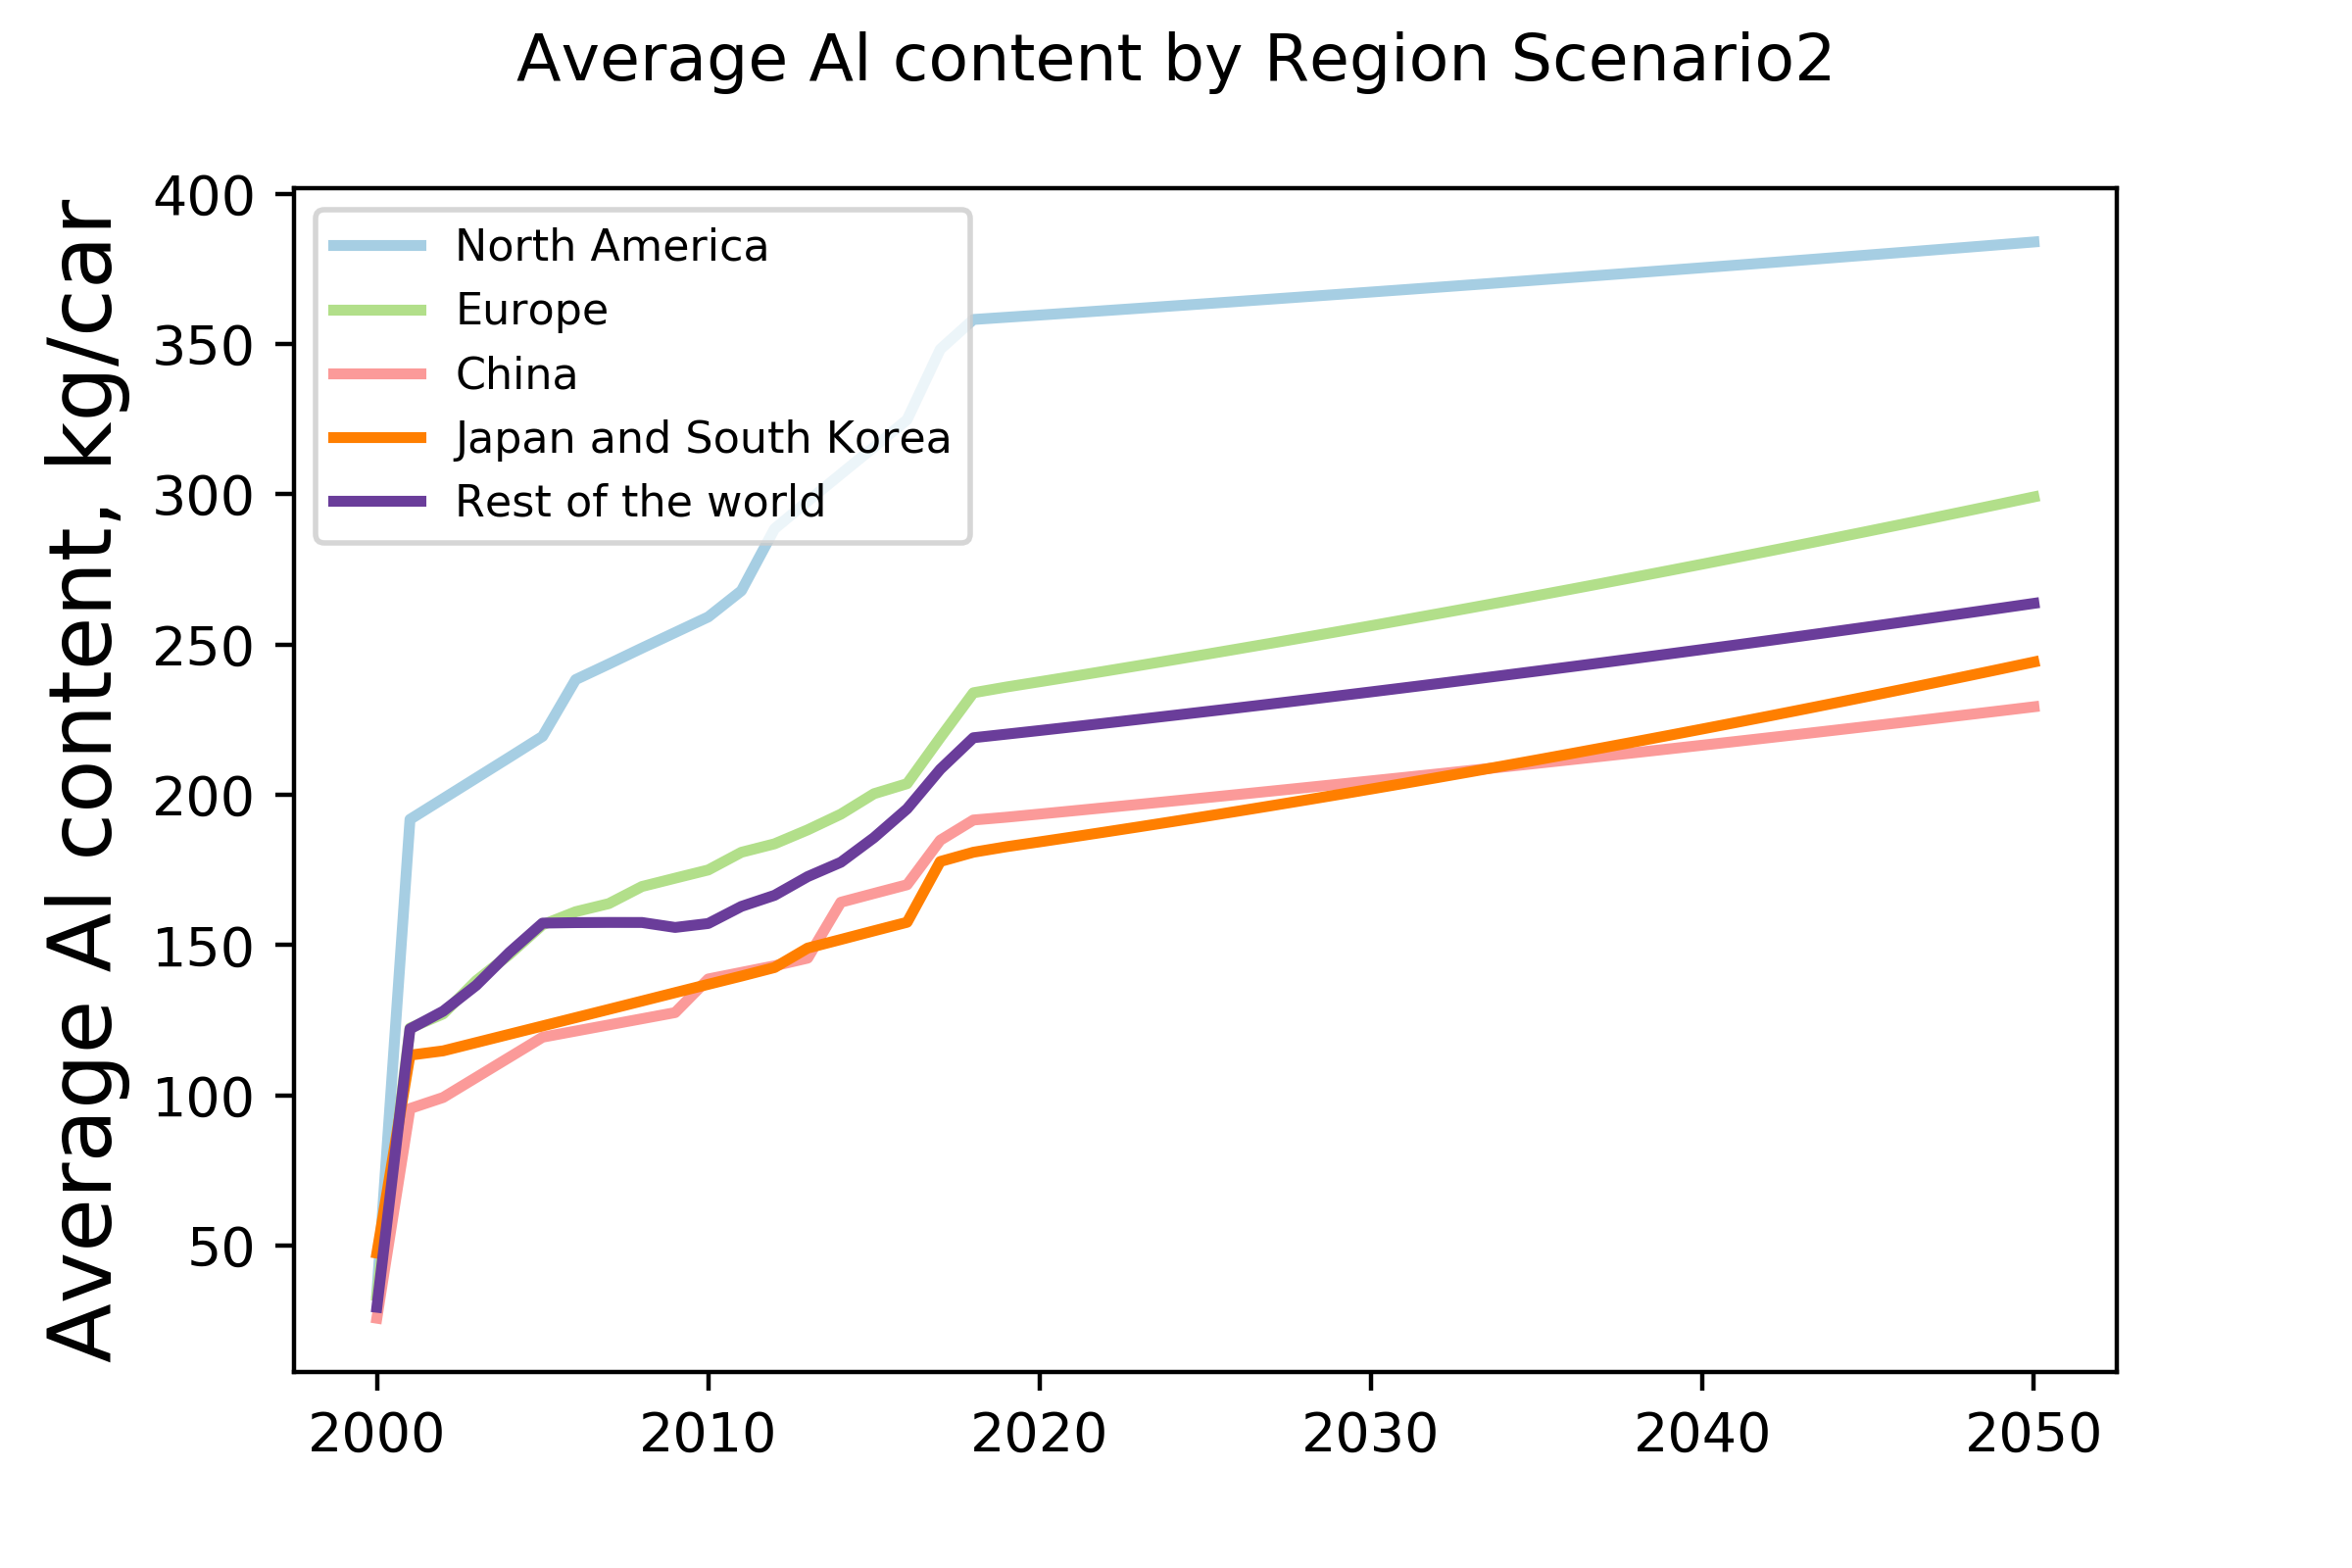 Average Al content by Region Scenario2
Average Al content, kg/car
400
350
300
250
200
150
100
50
North America
Europe
China
Japan and South Korea
Rest of the world
2000 2010 2020 2030 2040 2050